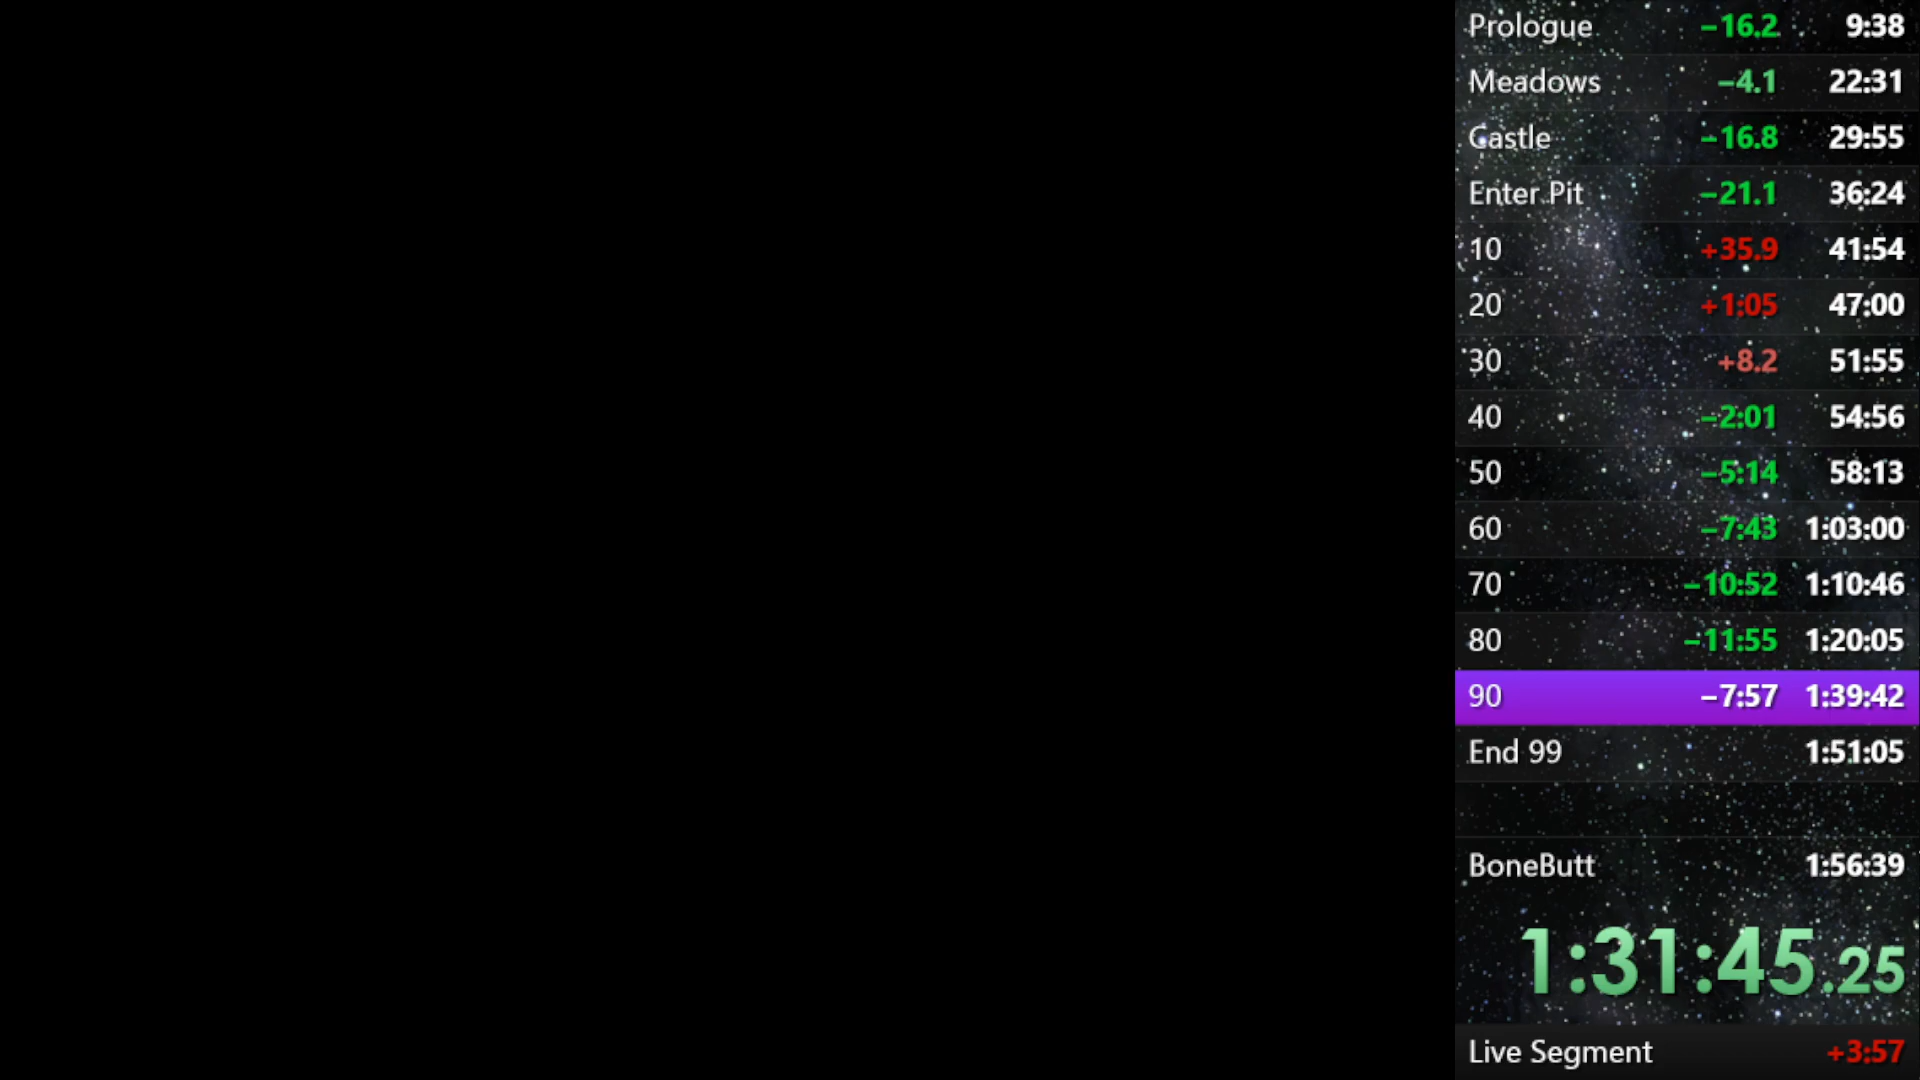 Prologue −16.2 9:38
Meadows −4.1 22:31
Castle −16.8 29:55
Enter Pit −21.1 36:24
10 +35.9 41:54
20 +1:05 47:00
30 +8.2 51:55
40 −2:01 54:56
50 −5:14 58:13
60 −7:43 1:03:00
70 −10:52 1:10:46
80 −11:55 1:20:05
90 −7:57 1:39:42
End 99 1:51:05
BoneButt 1:56:39
1:31:45.25
Live Segment +3:57